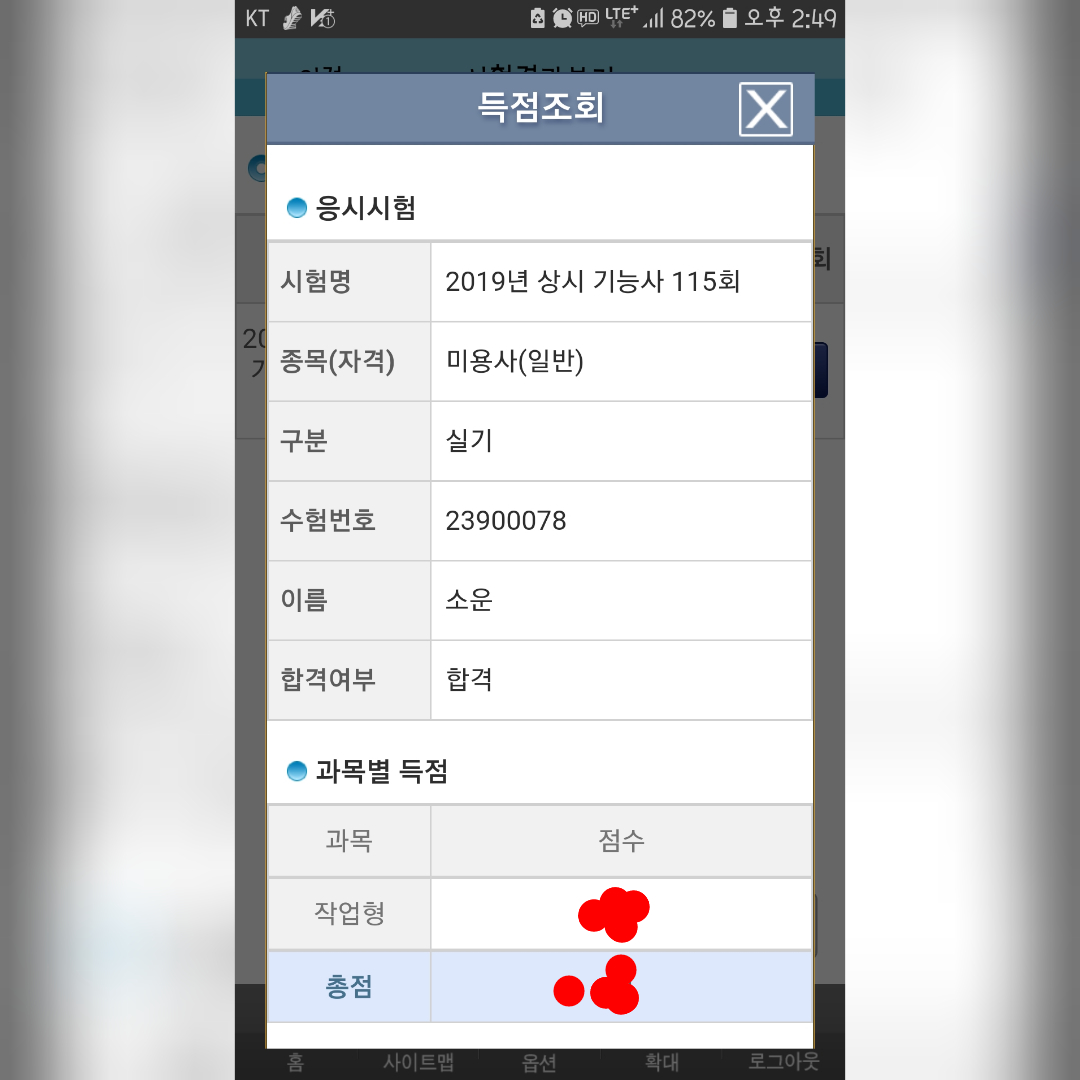 KT HD LTE+ 82% 오후 2:49
득점조회
응시시험
회
시험명 2019년 상시 기능사 115회
20
종목(자격) 미용사(일반)
구분 실기
수험번호 23900078
이름 소운
합격여부 합격
과목별 득점
과목 점수
작업형
총점
홈 사이트맵 옵션 확대 로그아웃